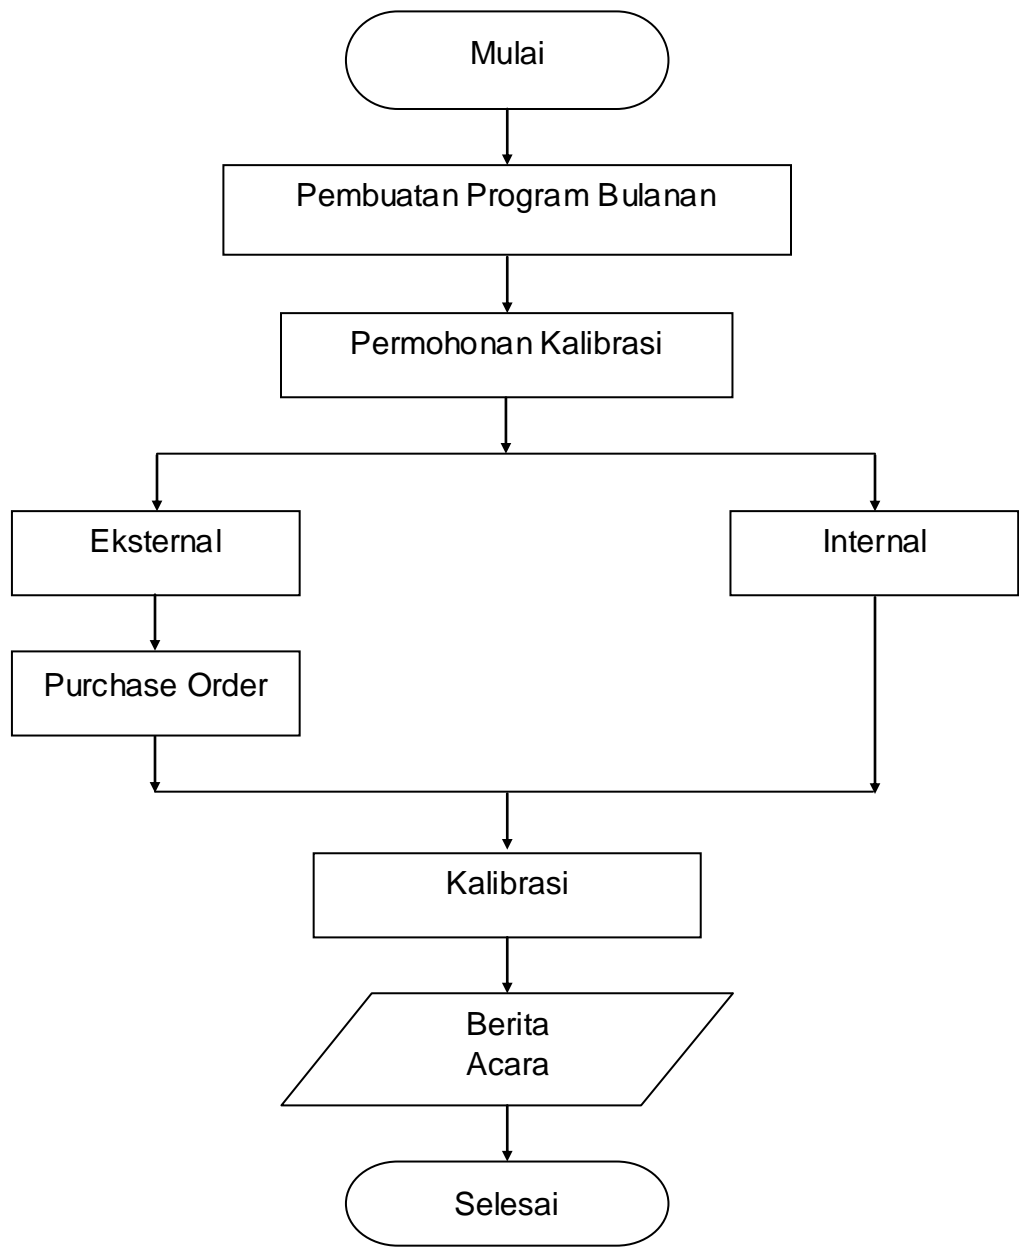 Mulai
Pembuatan Program Bulanan
Permohonan Kalibrasi
Eksternal
Internal
Purchase Order
Kalibrasi
Berita
Acara
Selesai